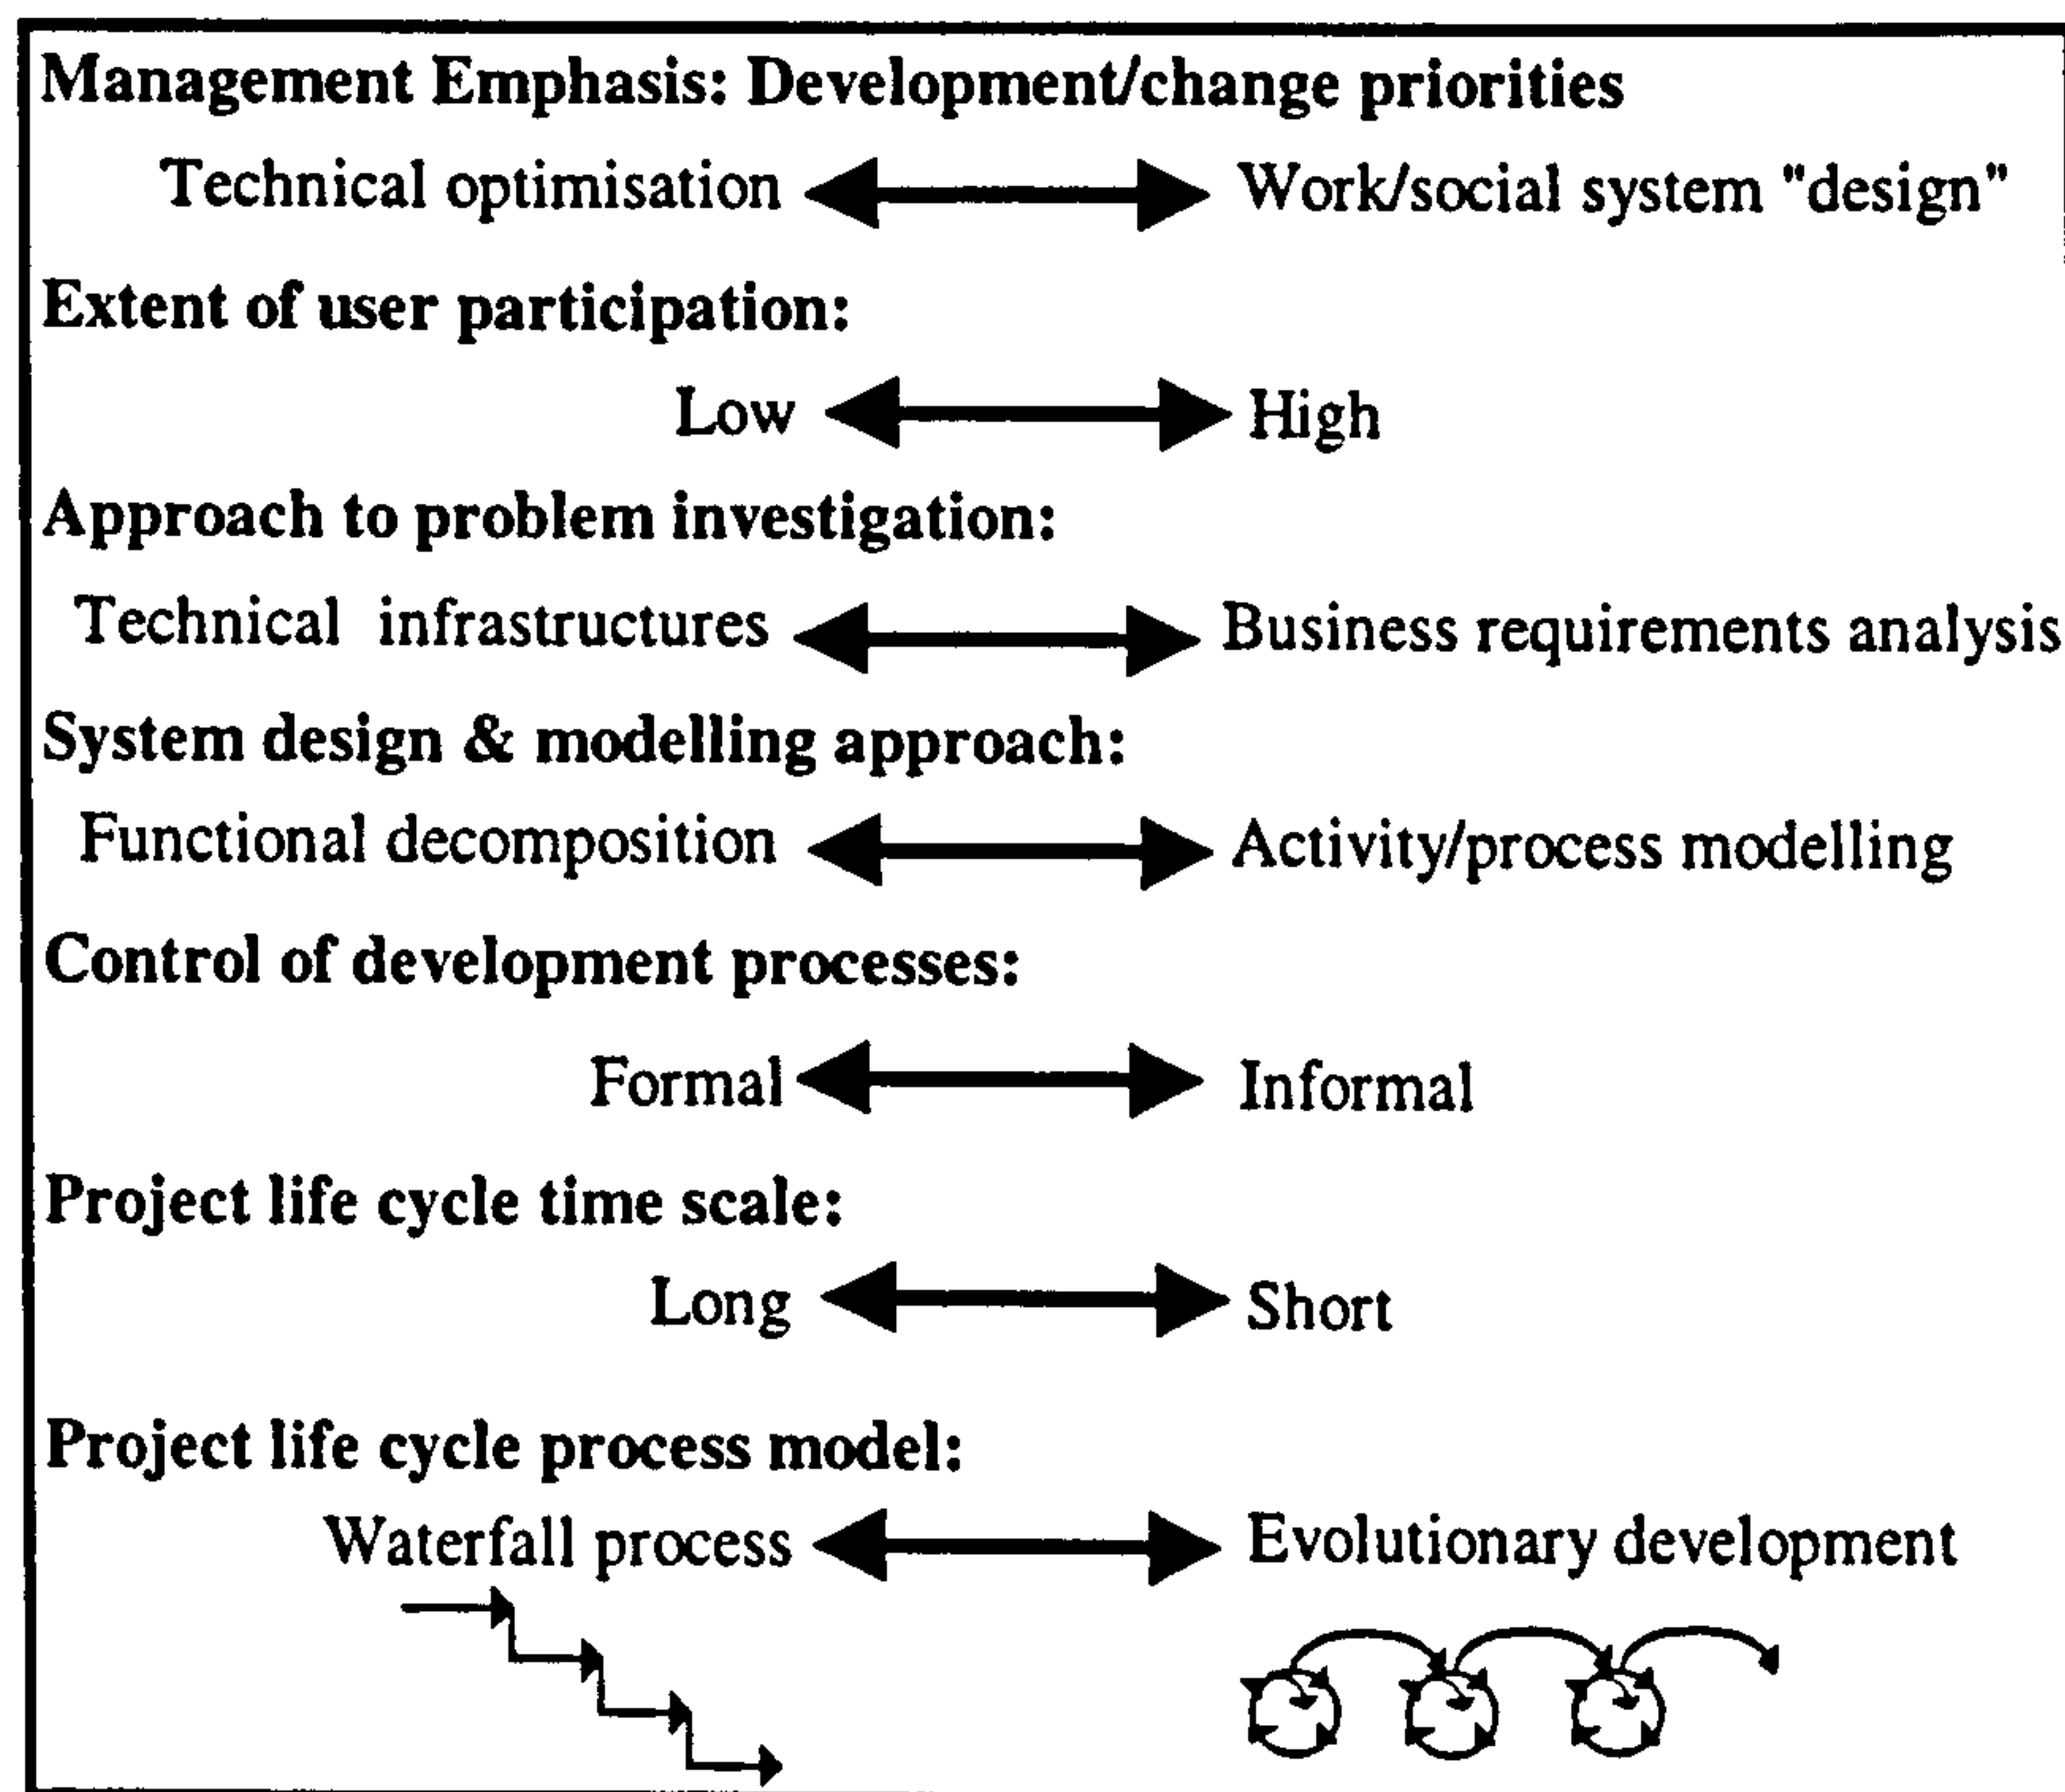 Management Emphasis: Development/change priorities
Technical optimisation Work/social system "design"
Extent of user participation:
Low High
Approach to problem investigation:
Technical infrastructures Business requirements analysis
System design & modelling approach:
Functional decomposition Activity/process modelling
Control of development processes:
Formal Informal
Project life cycle time scale:
Long Short
Project life cycle process model:
Waterfall process Evolutionary development